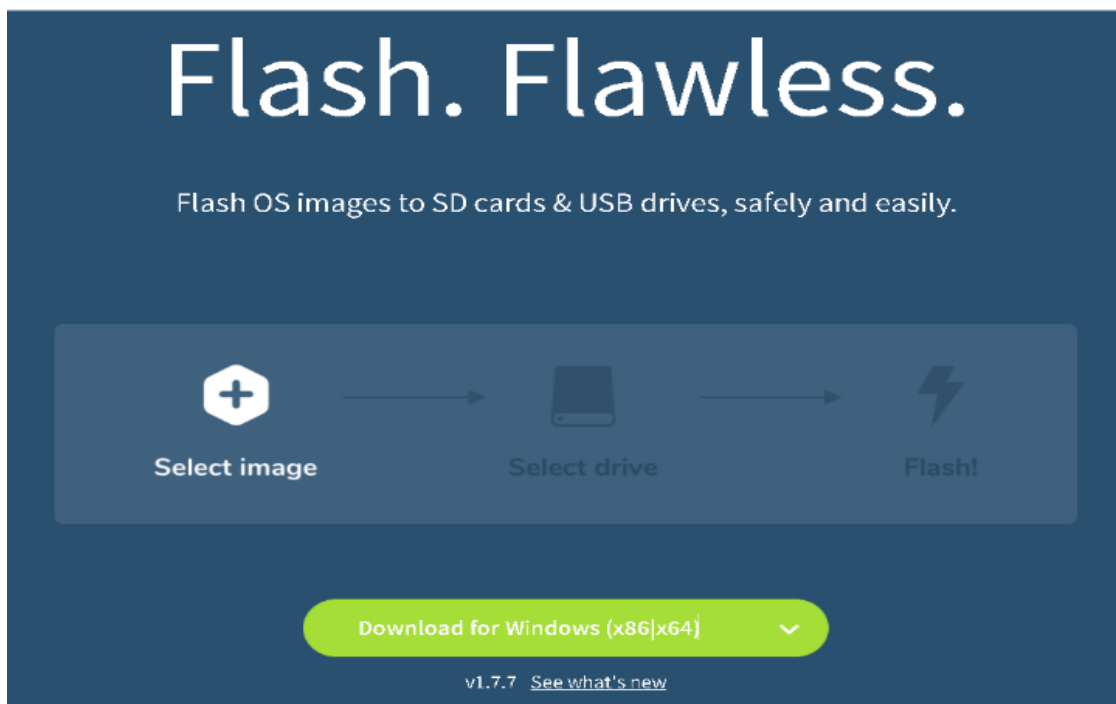 Flash. Flawless.
Flash OS images to SD cards & USB drives, safely and easily.
Select image
Select drive
Flash!
Download for Windows (x86|x64)
v1.7.7 See what's new